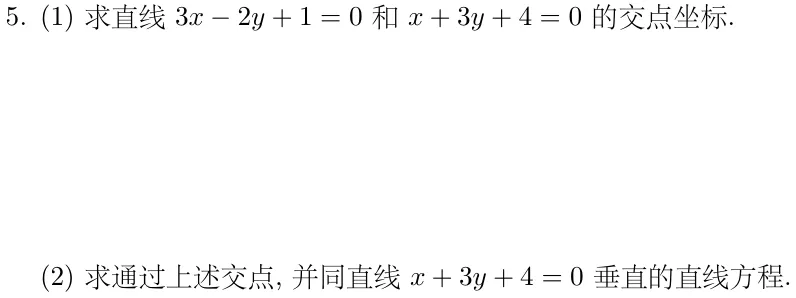 5. (1) 求直线 3x − 2y + 1 = 0 和 x + 3y + 4 = 0 的交点坐标.
(2) 求通过上述交点, 并同直线 x + 3y + 4 = 0 垂直的直线方程.